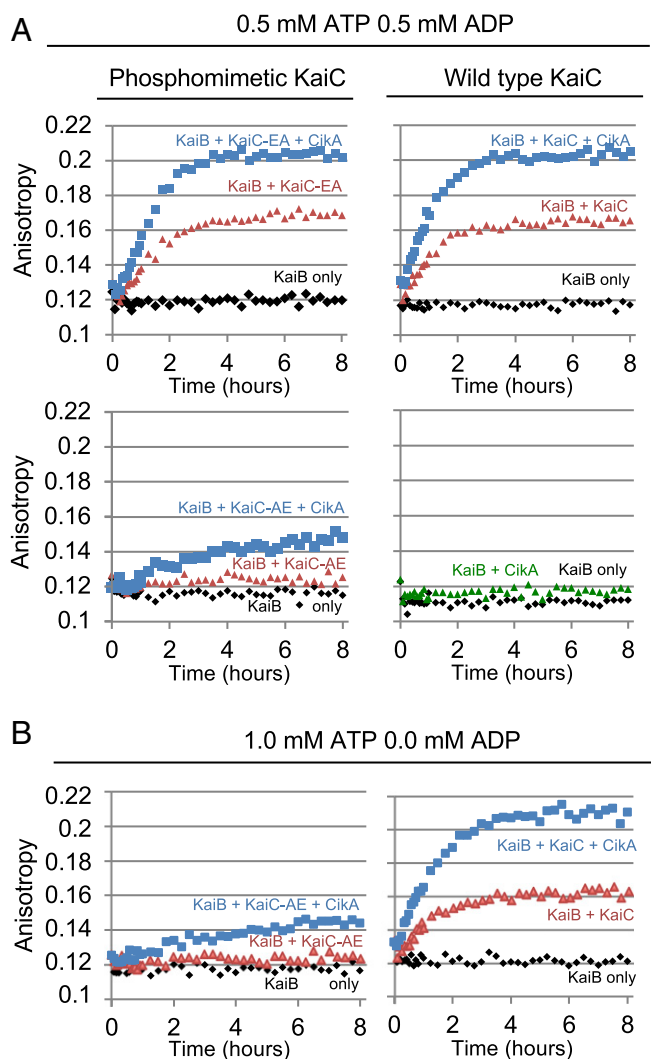 A
0.5 mM ATP 0.5 mM ADP
Phosphomimetic KaiC
Wild type KaiC
Anisotropy
0.22
0.2
0.18
0.16
0.14
0.12
0.1
KaiB + KaiC-EA + CikA
KaiB + KaiC-EA
KaiB only
0 2 4 6 8
Time (hours)
KaiB + KaiC + CikA
KaiB + KaiC
KaiB only
0 2 4 6 8
Time (hours)
Anisotropy
0.22
0.2
0.18
0.16
0.14
0.12
0.1
KaiB + KaiC-AE + CikA
KaiB + KaiC-AE
KaiB only
0 2 4 6 8
Time (hours)
KaiB + CikA
KaiB only
0 2 4 6 8
Time (hours)
B
1.0 mM ATP 0.0 mM ADP
Anisotropy
0.22
0.2
0.18
0.16
0.14
0.12
0.1
KaiB + KaiC-AE + CikA
KaiB + KaiC-AE
KaiB only
0 2 4 6 8
Time (hours)
KaiB + KaiC + CikA
KaiB + KaiC
KaiB only
0 2 4 6 8
Time (hours)